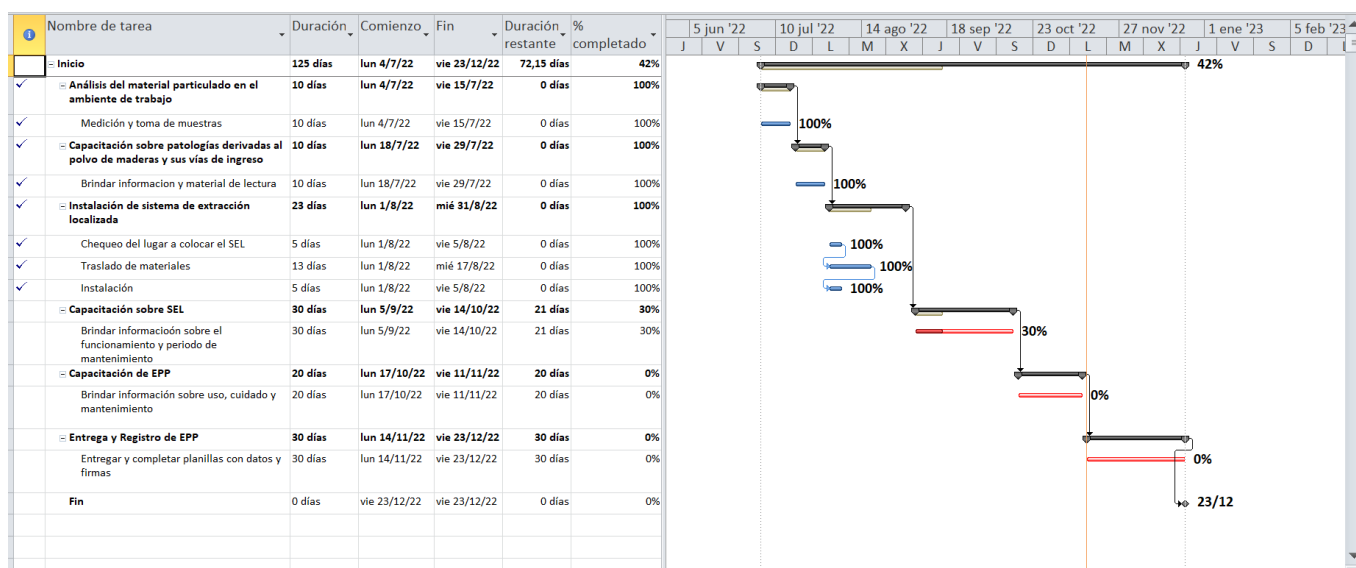 Nombre de tarea Duración Comienzo Fin Duración restante % completado
Inicio 125 días lun 4/7/22 vie 23/12/22 72,15 días 42%
Análisis del material particulado en el 10 días lun 4/7/22 vie 15/7/22 0 días 100%
ambiente de trabajo
Medición y toma de muestras 10 días lun 4/7/22 vie 15/7/22 0 días 100%
Capacitación sobre patologías derivadas al 10 días lun 18/7/22 vie 29/7/22 0 días 100%
polvo de maderas y sus vías de ingreso
Brindar informacion y material de lectura 10 días lun 18/7/22 vie 29/7/22 0 días 100%
Instalación de sistema de extracción 23 días lun 1/8/22 mié 31/8/22 0 días 100%
localizada
Chequeo del lugar a colocar el SEL 5 días lun 1/8/22 vie 5/8/22 0 días 100%
Traslado de materiales 13 días lun 1/8/22 mié 17/8/22 0 días 100%
Instalación 5 días lun 1/8/22 vie 5/8/22 0 días 100%
Capacitación sobre SEL 30 días lun 5/9/22 vie 14/10/22 21 días 30%
Brindar informacioón sobre el 30 días lun 5/9/22 vie 14/10/22 21 días 30%
funcionamiento y periodo de
mantenimiento
Capacitación de EPP 20 días lun 17/10/22 vie 11/11/22 20 días 0%
Brindar información sobre uso, cuidado y 20 días lun 17/10/22 vie 11/11/22 20 días 0%
mantenimiento
Entrega y Registro de EPP 30 días lun 14/11/22 vie 23/12/22 30 días 0%
Entregar y completar planillas con datos y 30 días lun 14/11/22 vie 23/12/22 30 días 0%
firmas
Fin 0 días vie 23/12/22 vie 23/12/22 0 días 0%
5 jun '22 10 jul '22 14 ago '22 18 sep '22 23 oct '22 27 nov '22 1 ene '23 5 feb '23
J V S D L M X J V S D L M X J V S D
42%
100%
100%
100%
100%
100%
30%
0%
0%
23/12